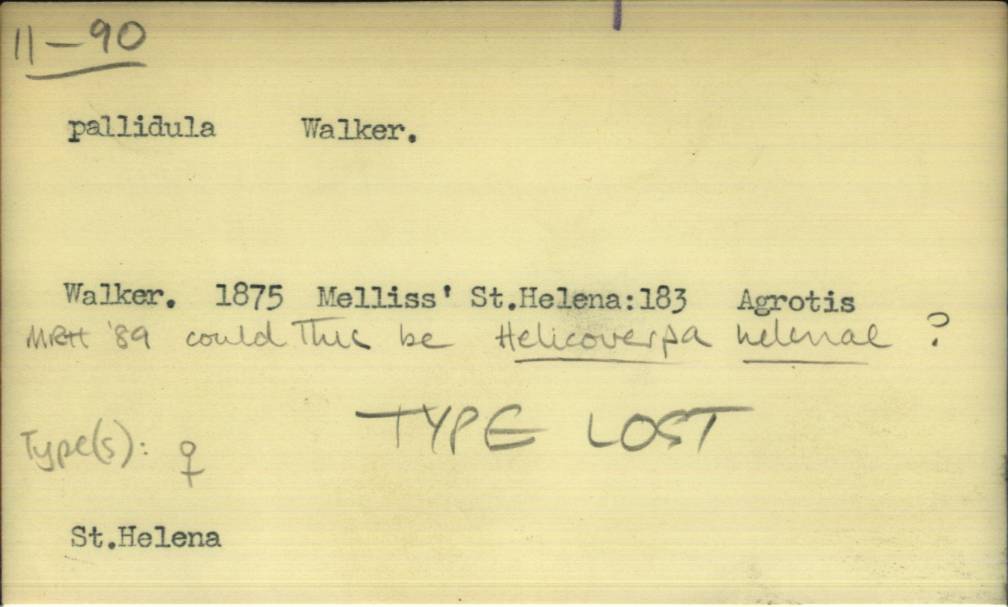 11-90
pallidula Walker.
Walker. 1875 Melliss' St.Helena:183 Agrotis
MRH '89 could this be Helicoverpa helenae ?
TYPE LOST
Type(s): ♀
St.Helena